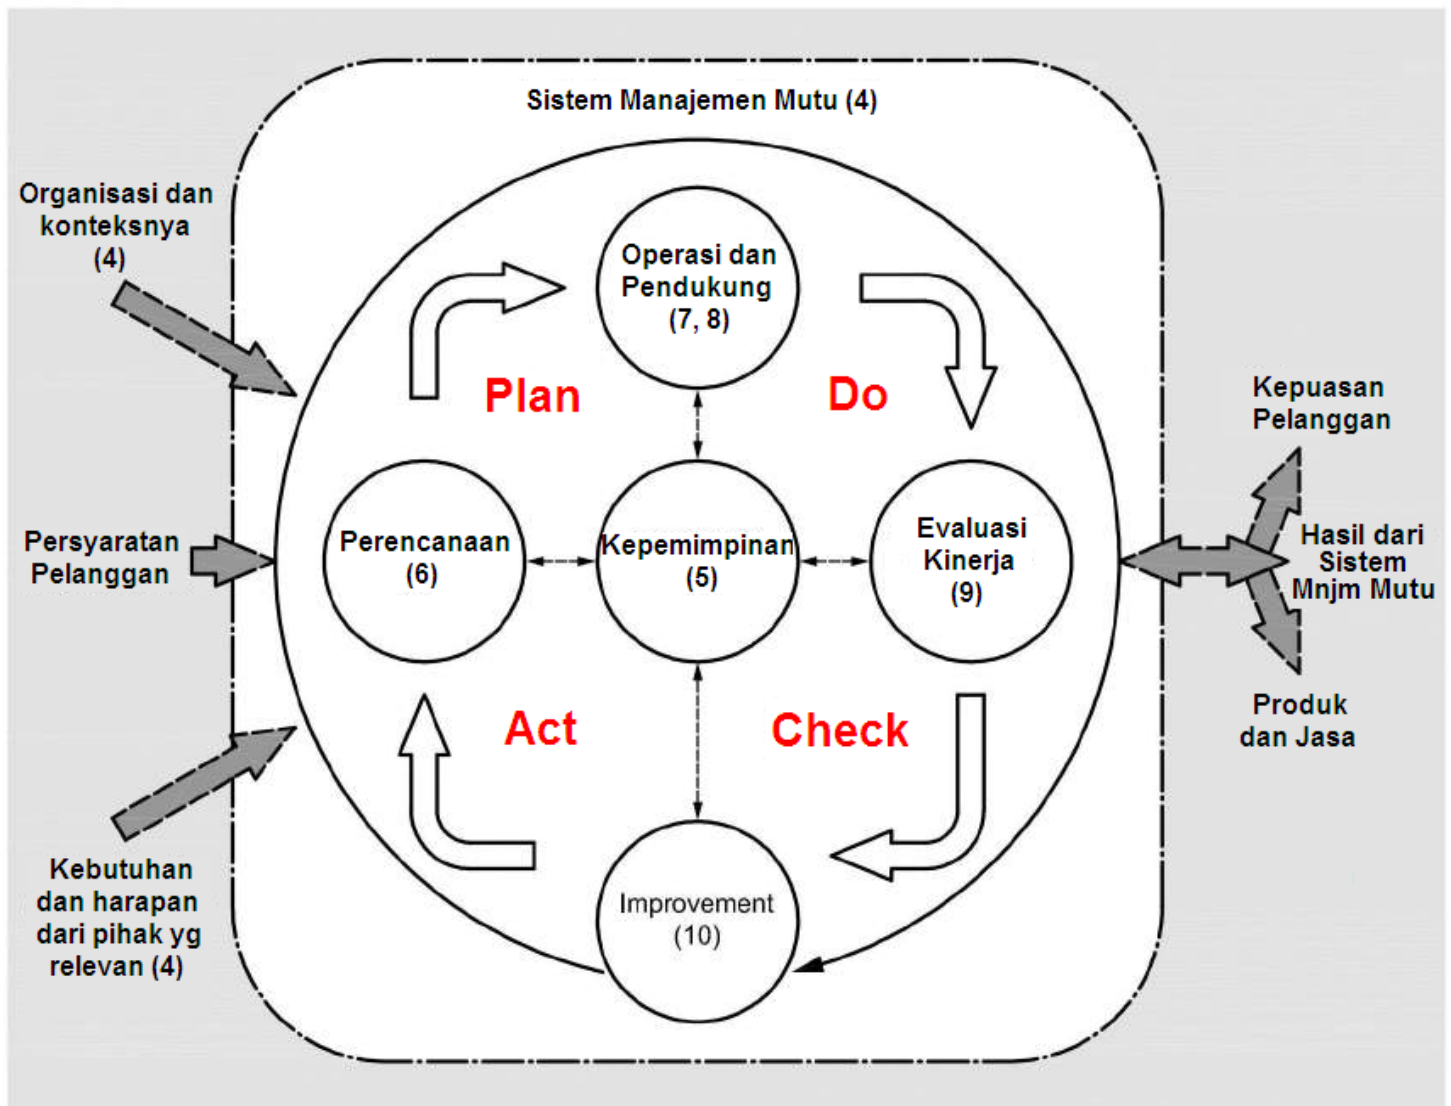 Sistem Manajemen Mutu (4)
Organisasi dan
konteksnya
(4)
Operasi dan
Pendukung
(7, 8)
Plan
Do
Kepuasan
Pelanggan
Persyaratan
Pelanggan
Perencanaan
(6)
Kepemimpinan
(5)
Evaluasi
Kinerja
(9)
Hasil dari
Sistem
Mnjm Mutu
Act
Check
Produk
dan Jasa
Kebutuhan
dan harapan
dari pihak yg
relevan (4)
Improvement
(10)